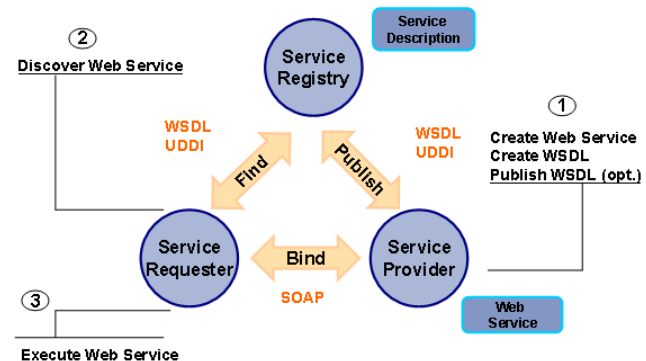 2
Discover Web Service
Service
Registry
Service
Description
1
WSDL
UDDI
WSDL
UDDI
Create Web Service
Create WSDL
Publish WSDL (opt.)
Find
Publish
Service
Requester
Bind
Service
Provider
SOAP
3
Web
Service
Execute Web Service